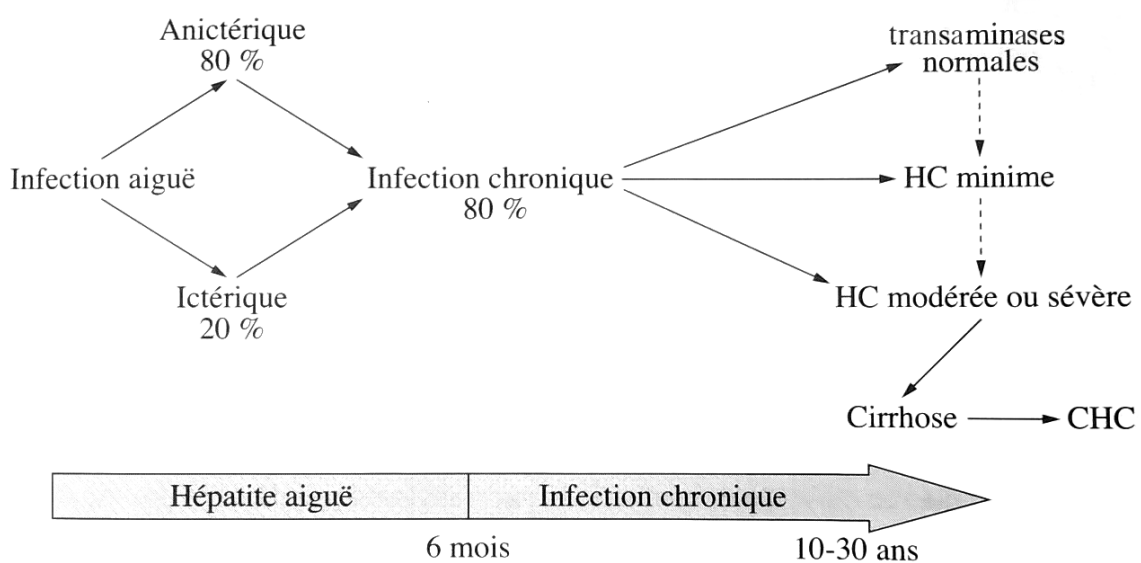 Anictérique
80 %
transaminases
normales
Infection aiguë
Infection chronique
80 %
HC minime
Ictérique
20 %
HC modérée ou sévère
Cirrhose
CHC
Hépatite aiguë
Infection chronique
6 mois
10-30 ans